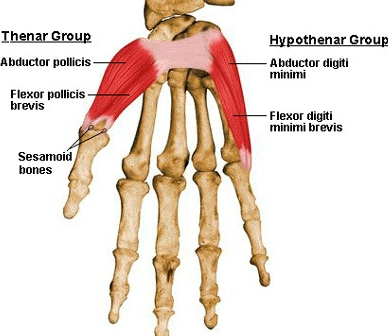 Thenar Group
Abductor pollicis
Flexor pollicis
brevis
Sesamoid
bones
Hypothenar Group
Abductor digiti
minimi
Flexor digiti
minimi brevis